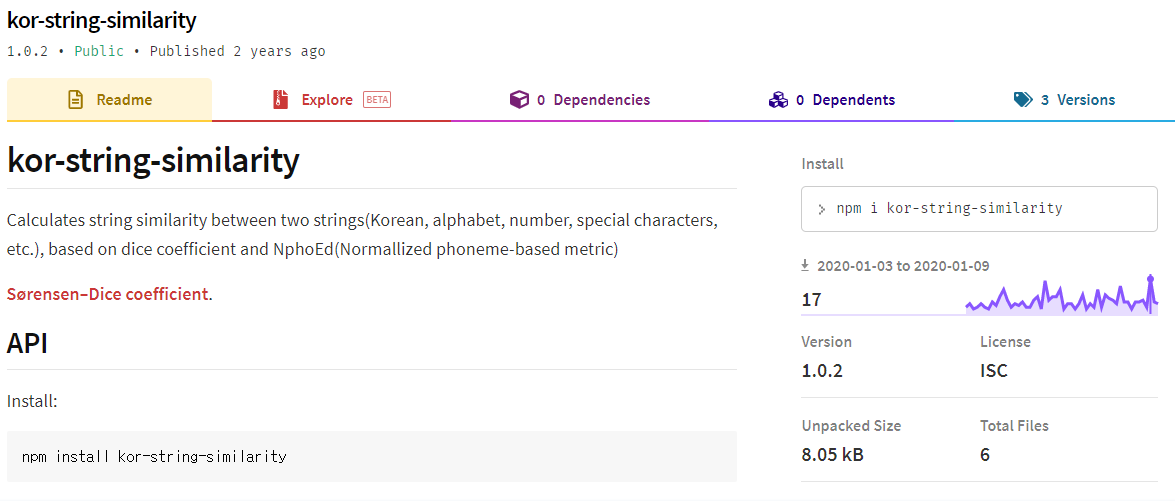 kor-string-similarity
1.0.2 • Public • Published 2 years ago
Readme
Explore BETA
0 Dependencies
0 Dependents
3 Versions
kor-string-similarity
Calculates string similarity between two strings(Korean, alphabet, number, special characters,
etc.), based on dice coefficient and NphoEd(Normallized phoneme-based metric)
Sørensen–Dice coefficient.
API
Install:
npm install kor-string-similarity
Install
> npm i kor-string-similarity
2020-01-03 to 2020-01-09
17
Version
1.0.2
License
ISC
Unpacked Size
8.05 kB
Total Files
6